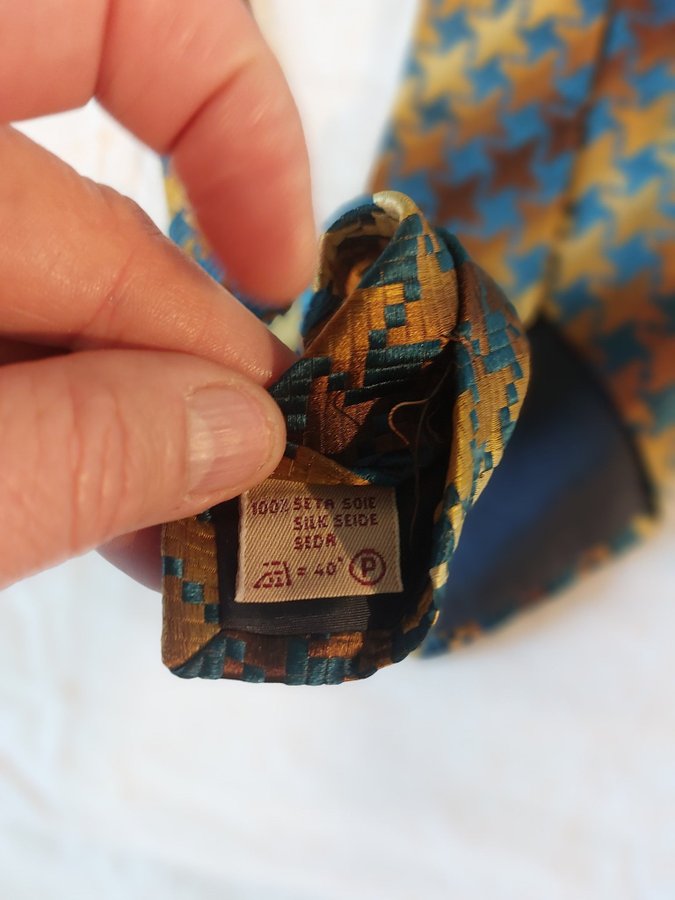 100% SETA SOIE
SILK SEIDE
SEDA
= 40° P